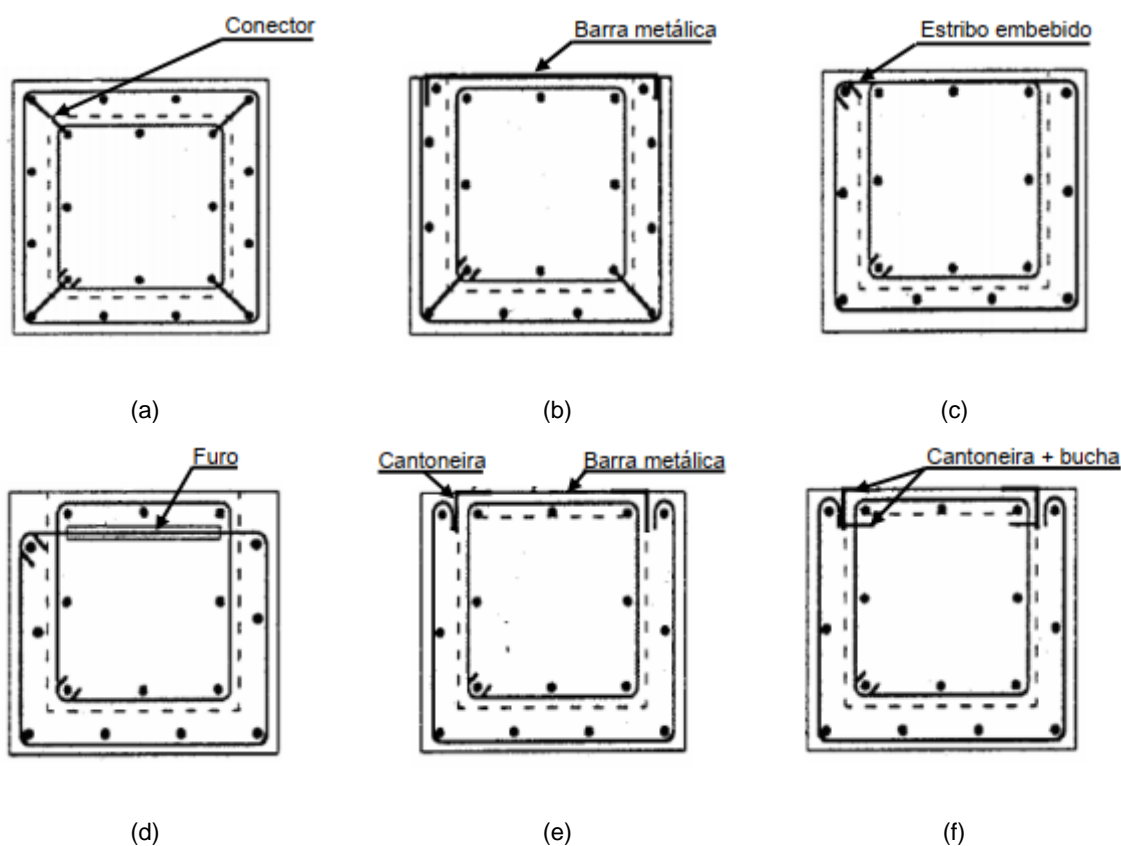 Conector
Barra metálica
Estribo embebido
(a)
(b)
(c)
Furo
Cantoneira
Barra metálica
Cantoneira + bucha
(d)
(e)
(f)